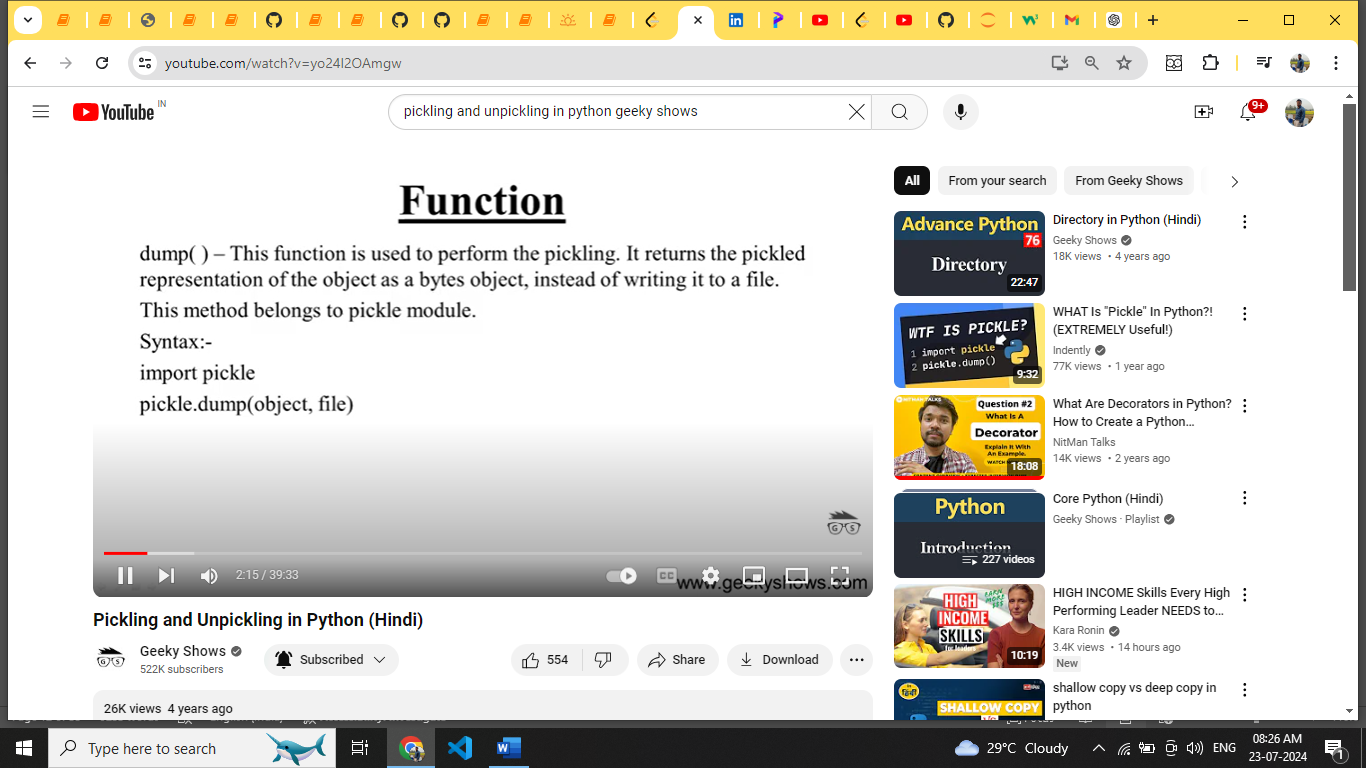 youtube.com/watch?v=yo24l2OAmgw
YouTube IN
pickling and unpickling in python geeky shows
9+
Function
dump( ) – This function is used to perform the pickling. It returns the pickled
representation of the object as a bytes object, instead of writing it to a file.
This method belongs to pickle module.
Syntax:-
import pickle
pickle.dump(object, file)
GS
www.geekyshows.com
2:15 / 39:33
CC
Pickling and Unpickling in Python (Hindi)
GS
Geeky Shows
522K subscribers
Subscribed
554
Share
Download
26K views 4 years ago
All
From your search
From Geeky Shows
Advance Python
76
Directory
22:47
Directory in Python (Hindi)
Geeky Shows
18K views • 4 years ago
WTF IS PICKLE?
1 import pickle
2 pickle.dump()
9:32
WHAT Is "Pickle" In Python?!
(EXTREMELY Useful!)
Indently
77K views • 1 year ago
Question #2
What Is A
Decorator
Explain It With
An Example.
18:08
What Are Decorators in Python?
How to Create a Python...
NitMan Talks
14K views • 2 years ago
Python
Introduction
227 videos
Core Python (Hindi)
Geeky Shows · Playlist
HIGH
INCOME
SKILLS
for leaders
EARN
MORE
10:19
HIGH INCOME Skills Every High
Performing Leader NEEDS to...
Kara Ronin
3.4K views • 14 hours ago
New
SHALLOW COPY
shallow copy vs deep copy in
python
Type here to search
29°C Cloudy
ENG
08:26 AM
23-07-2024
1